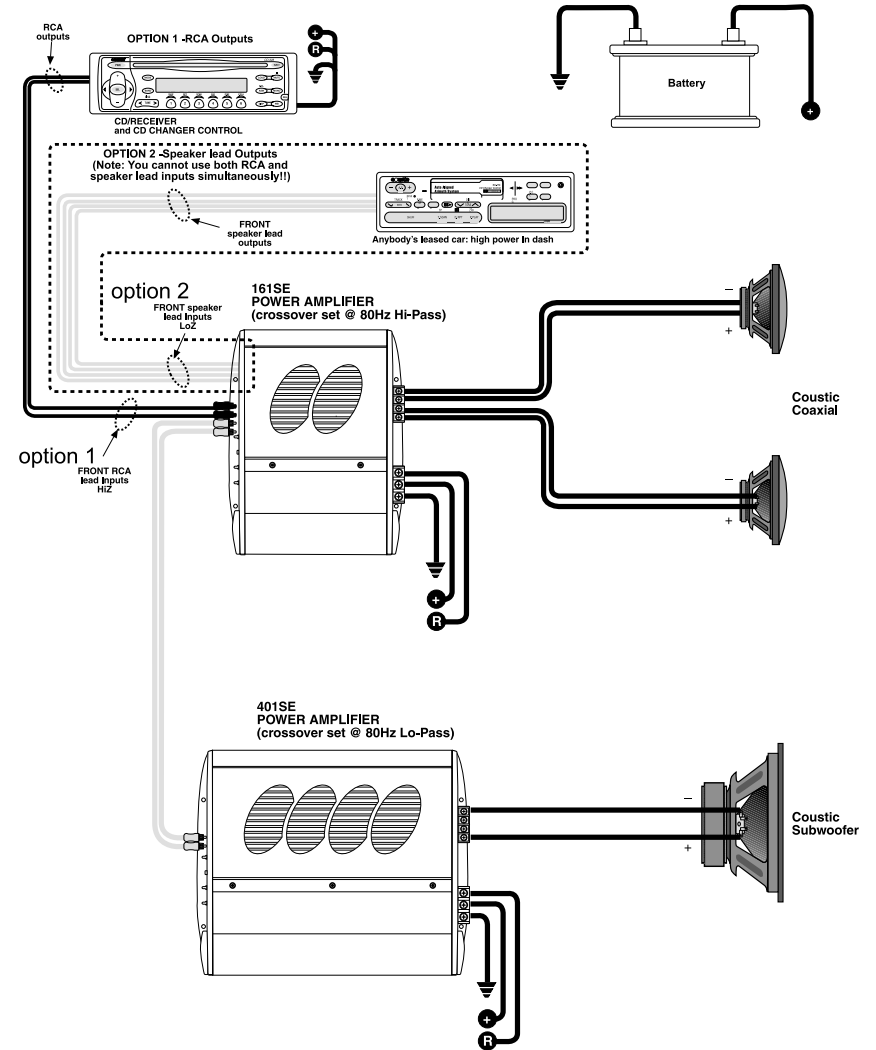 RCA
outputs
OPTION 1 -RCA Outputs
+
R
CD/RECEIVER
and CD CHANGER CONTROL
Battery
+
OPTION 2 -Speaker lead Outputs
(Note: You cannot use both RCA and
speaker lead inputs simultaneously!!)
FRONT
speaker lead
outputs
Anybody's leased car: high power In dash
option 2
FRONT speaker
lead Inputs
LoZ
161SE
POWER AMPLIFIER
(crossover set @ 80Hz Hi-Pass)
–
+
Coustic
Coaxial
–
+
option 1
FRONT RCA
lead Inputs
HiZ
+
R
401SE
POWER AMPLIFIER
(crossover set @ 80Hz Lo-Pass)
–
+
Coustic
Subwoofer
+
R